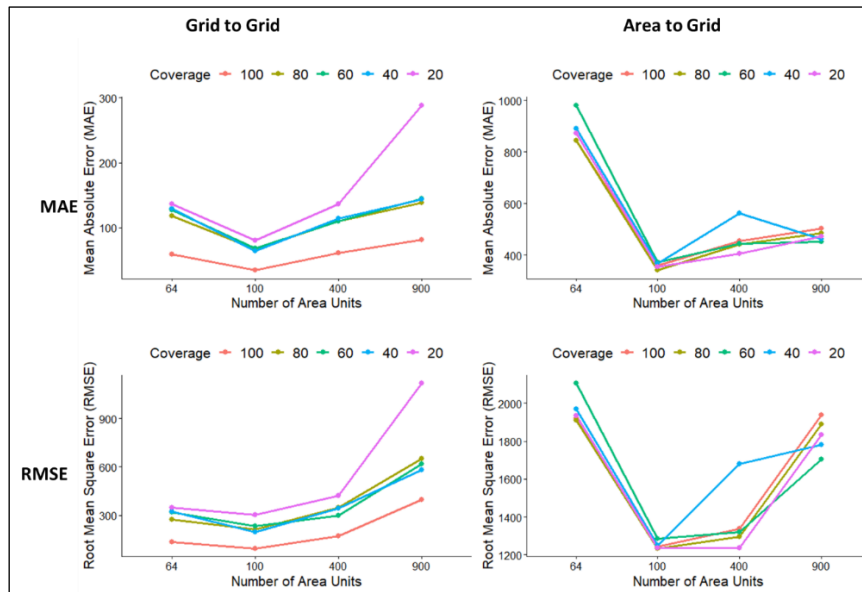 Grid to Grid
Area to Grid
MAE
Coverage 100 80 60 40 20
Mean Absolute Error (MAE)
300
200
100
64 100 400 900
Number of Area Units
Coverage 100 80 60 40 20
Mean Absolute Error (MAE)
1000
800
600
400
64 100 400 900
Number of Area Units
RMSE
Coverage 100 80 60 40 20
Root Mean Square Error (RMSE)
900
600
300
64 100 400 900
Number of Area Units
Coverage 100 80 60 40 20
Root Mean Square Error (RMSE)
2000
1800
1600
1400
1200
64 100 400 900
Number of Area Units